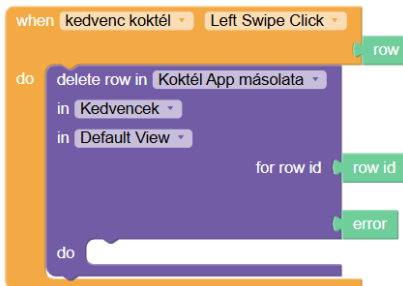 when kedvenc koktél Left Swipe Click
row
do delete row in Koktél App másolata
in Kedvencek
in Default View
for row id row id
error
do